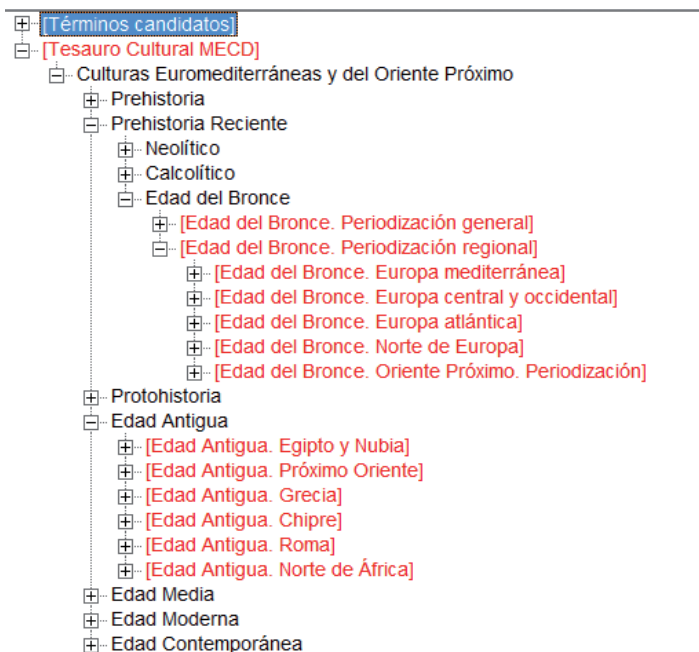 [Términos candidatos]
[Tesauro Cultural MECD]
Culturas Euromediterráneas y del Oriente Próximo
Prehistoria
Prehistoria Reciente
Neolítico
Calcolítico
Edad del Bronce
[Edad del Bronce. Periodización general]
[Edad del Bronce. Periodización regional]
[Edad del Bronce. Europa mediterránea]
[Edad del Bronce. Europa central y occidental]
[Edad del Bronce. Europa atlántica]
[Edad del Bronce. Norte de Europa]
[Edad del Bronce. Oriente Próximo. Periodización]
Protohistoria
Edad Antigua
[Edad Antigua. Egipto y Nubia]
[Edad Antigua. Próximo Oriente]
[Edad Antigua. Grecia]
[Edad Antigua. Chipre]
[Edad Antigua. Roma]
[Edad Antigua. Norte de África]
Edad Media
Edad Moderna
Edad Contemporánea